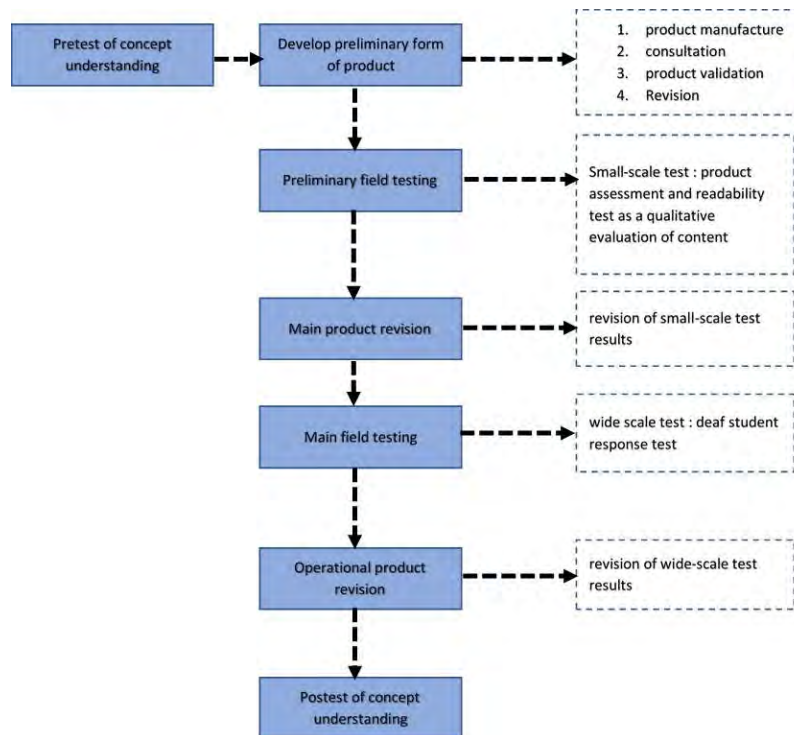 Pretest of concept
understanding
Develop preliminary form
of product
1. product manufacture
2. consultation
3. product validation
4. Revision
Preliminary field testing
Small-scale test : product
assessment and readability
test as a qualitative
evaluation of content
Main product revision
revision of small-scale test
results
Main field testing
wide scale test : deaf student
response test
Operational product
revision
revision of wide-scale test
results
Postest of concept
understanding